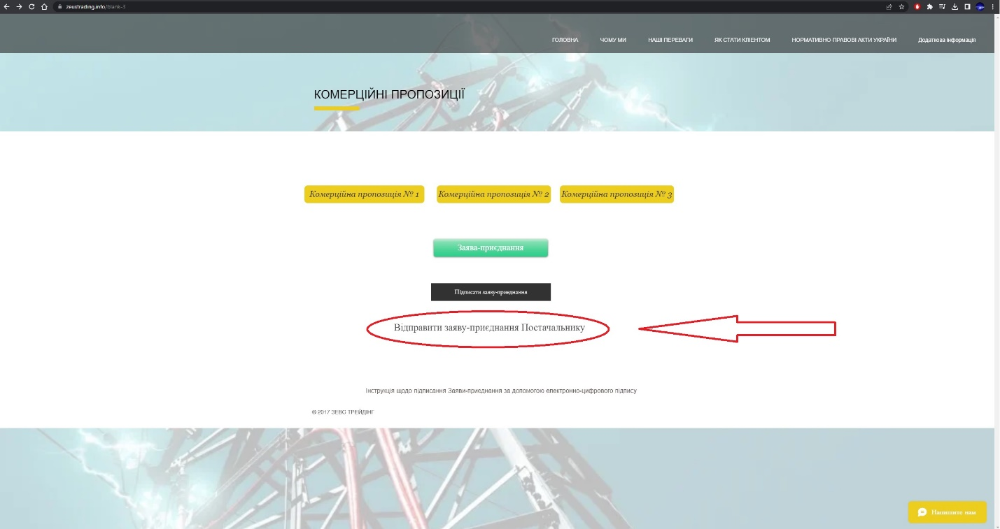 zeustrading.info/blank-3
ГОЛОВНА ЧОМУ МИ НАШІ ПЕРЕВАГИ ЯК СТАТИ КЛІЄНТОМ НОРМАТИВНО-ПРАВОВІ АКТИ УКРАЇНИ Додаткова інформація
КОМЕРЦІЙНІ ПРОПОЗИЦІЇ
Комерційна пропозиція № 1 Комерційна пропозиція № 2 Комерційна пропозиція № 3
Заява-приєднання
Підписати заяву-приєднання
Відправити заяву-приєднання Постачальнику
Інструкція щодо підписання Заяви-приєднання за допомогою електронно-цифрового підпису
© 2017 ЗЕВС ТРЕЙДІНГ
Напишите нам